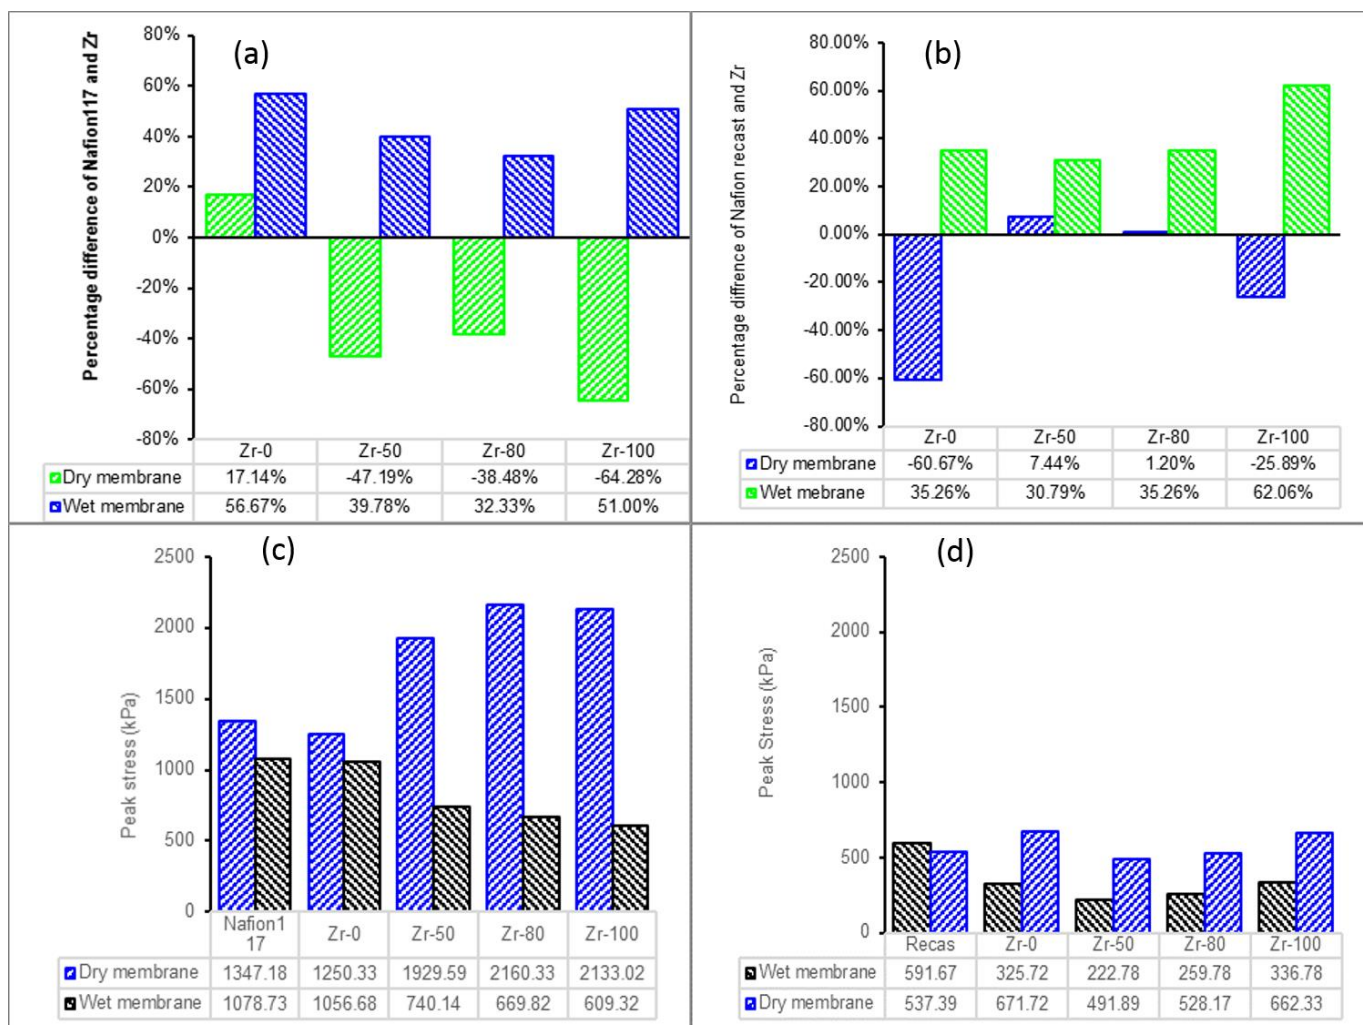 (a)
Percentage difference of Nafion117 and Zr
80%
60%
40%
20%
0%
-20%
-40%
-60%
-80%
Zr-0 Zr-50 Zr-80 Zr-100
Dry membrane 17.14% -47.19% -38.48% -64.28%
Wet membrane 56.67% 39.78% 32.33% 51.00%
(b)
Percentage diffrence of Nafion recast and Zr
80.00%
60.00%
40.00%
20.00%
0.00%
-20.00%
-40.00%
-60.00%
-80.00%
Zr-0 Zr-50 Zr-80 Zr-100
Dry membrane -60.67% 7.44% 1.20% -25.89%
Wet mebrane 35.26% 30.79% 35.26% 62.06%
(c)
Peak stress (kPa)
2500
2000
1500
1000
500
0
Nafion1
17 Zr-0 Zr-50 Zr-80 Zr-100
Dry membrane 1347.18 1250.33 1929.59 2160.33 2133.02
Wet membrane 1078.73 1056.68 740.14 669.82 609.32
(d)
Peak Stress (kPa)
2500
2000
1500
1000
500
0
Recas Zr-0 Zr-50 Zr-80 Zr-100
Wet membrane 591.67 325.72 222.78 259.78 336.78
Dry membrane 537.39 671.72 491.89 528.17 662.33